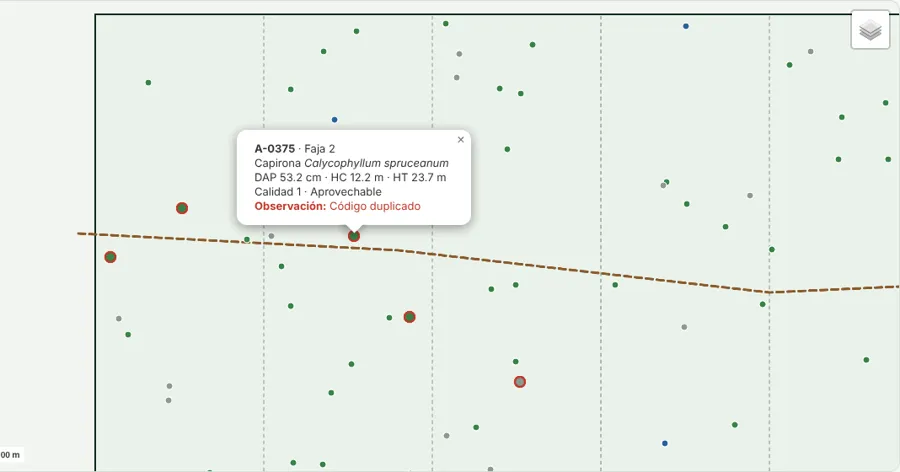 A-0375 · Faja 2
×
Capirona Calycophyllum spruceanum
DAP 53.2 cm · HC 12.2 m · HT 23.7 m
Calidad 1 · Aprovechable
Observación: Código duplicado
00 m